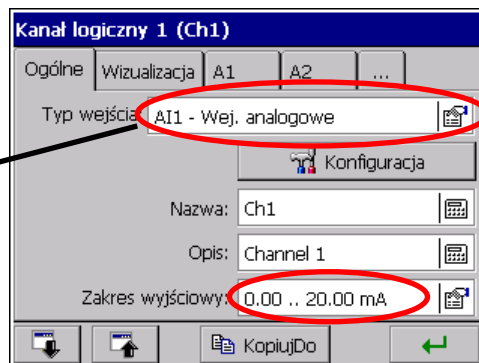 Kanał logiczny 1 (Ch1)
Ogólne Wizualizacja A1 A2 ...
Typ wejścia: AI1 - Wej. analogowe
Konfiguracja
Nazwa: Ch1
Opis: Channel 1
Zakres wyjściowy: 0.00 .. 20.00 mA
KopiujDo